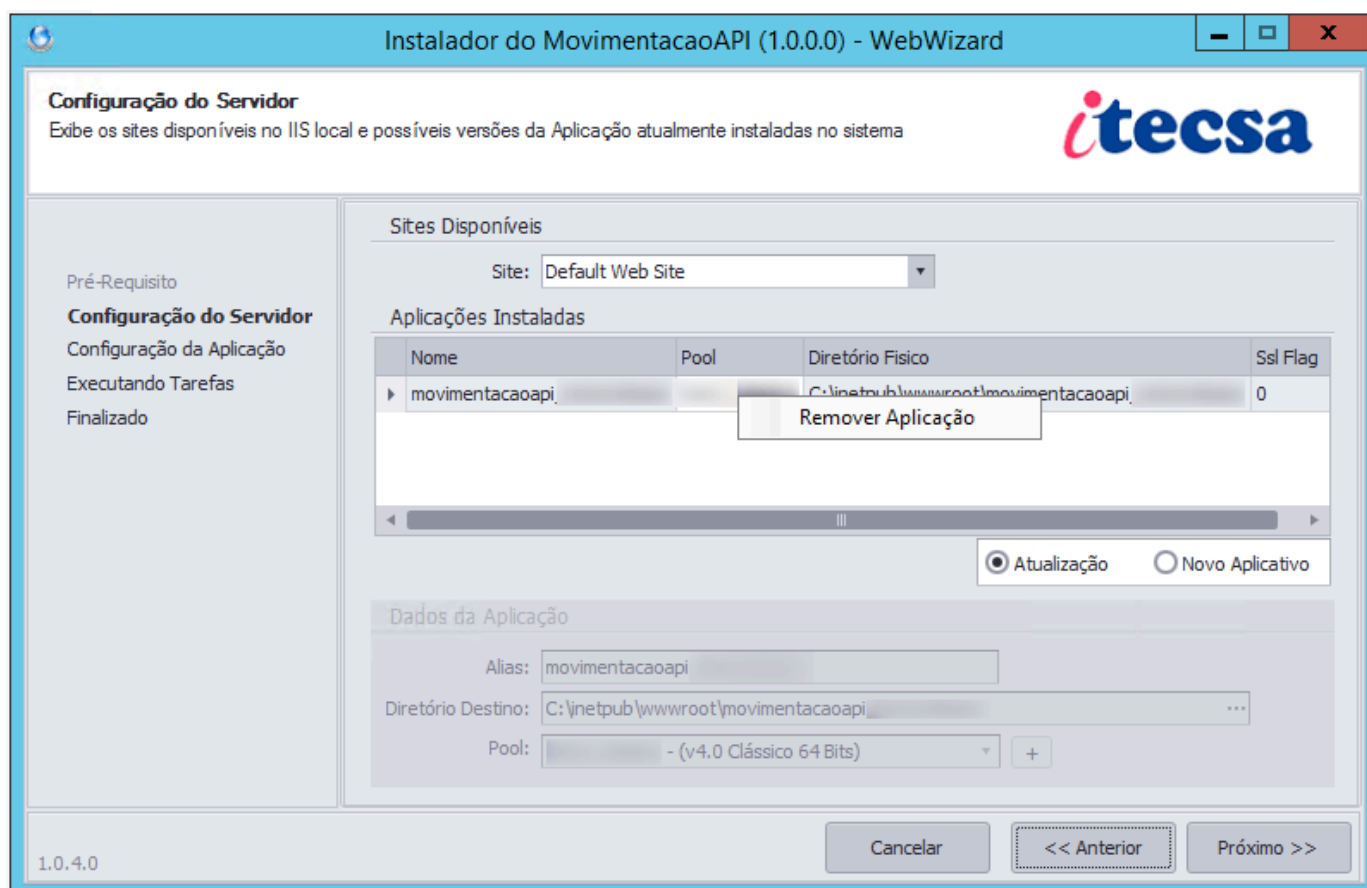 Instalador do MovimentacaoAPI (1.0.0.0) - WebWizard
Configuração do Servidor
Exibe os sites disponíveis no IIS local e possíveis versões da Aplicação atualmente instaladas no sistema
itecsa
Pré-Requisito
Configuração do Servidor
Configuração da Aplicação
Executando Tarefas
Finalizado
Sites Disponíveis
Site: Default Web Site
Aplicações Instaladas
Nome Pool Diretório Fisico Ssl Flag
movimentacaoapi_ C:\inetpub\wwwroot\movimentacaoapi_ 0
Remover Aplicação
Atualização Novo Aplicativo
Dados da Aplicação
Alias: movimentacaoapi
Diretório Destino: C:\inetpub\wwwroot\movimentacaoapi_ ...
Pool: - (v4.0 Clássico 64 Bits) +
1.0.4.0
Cancelar << Anterior Próximo >>